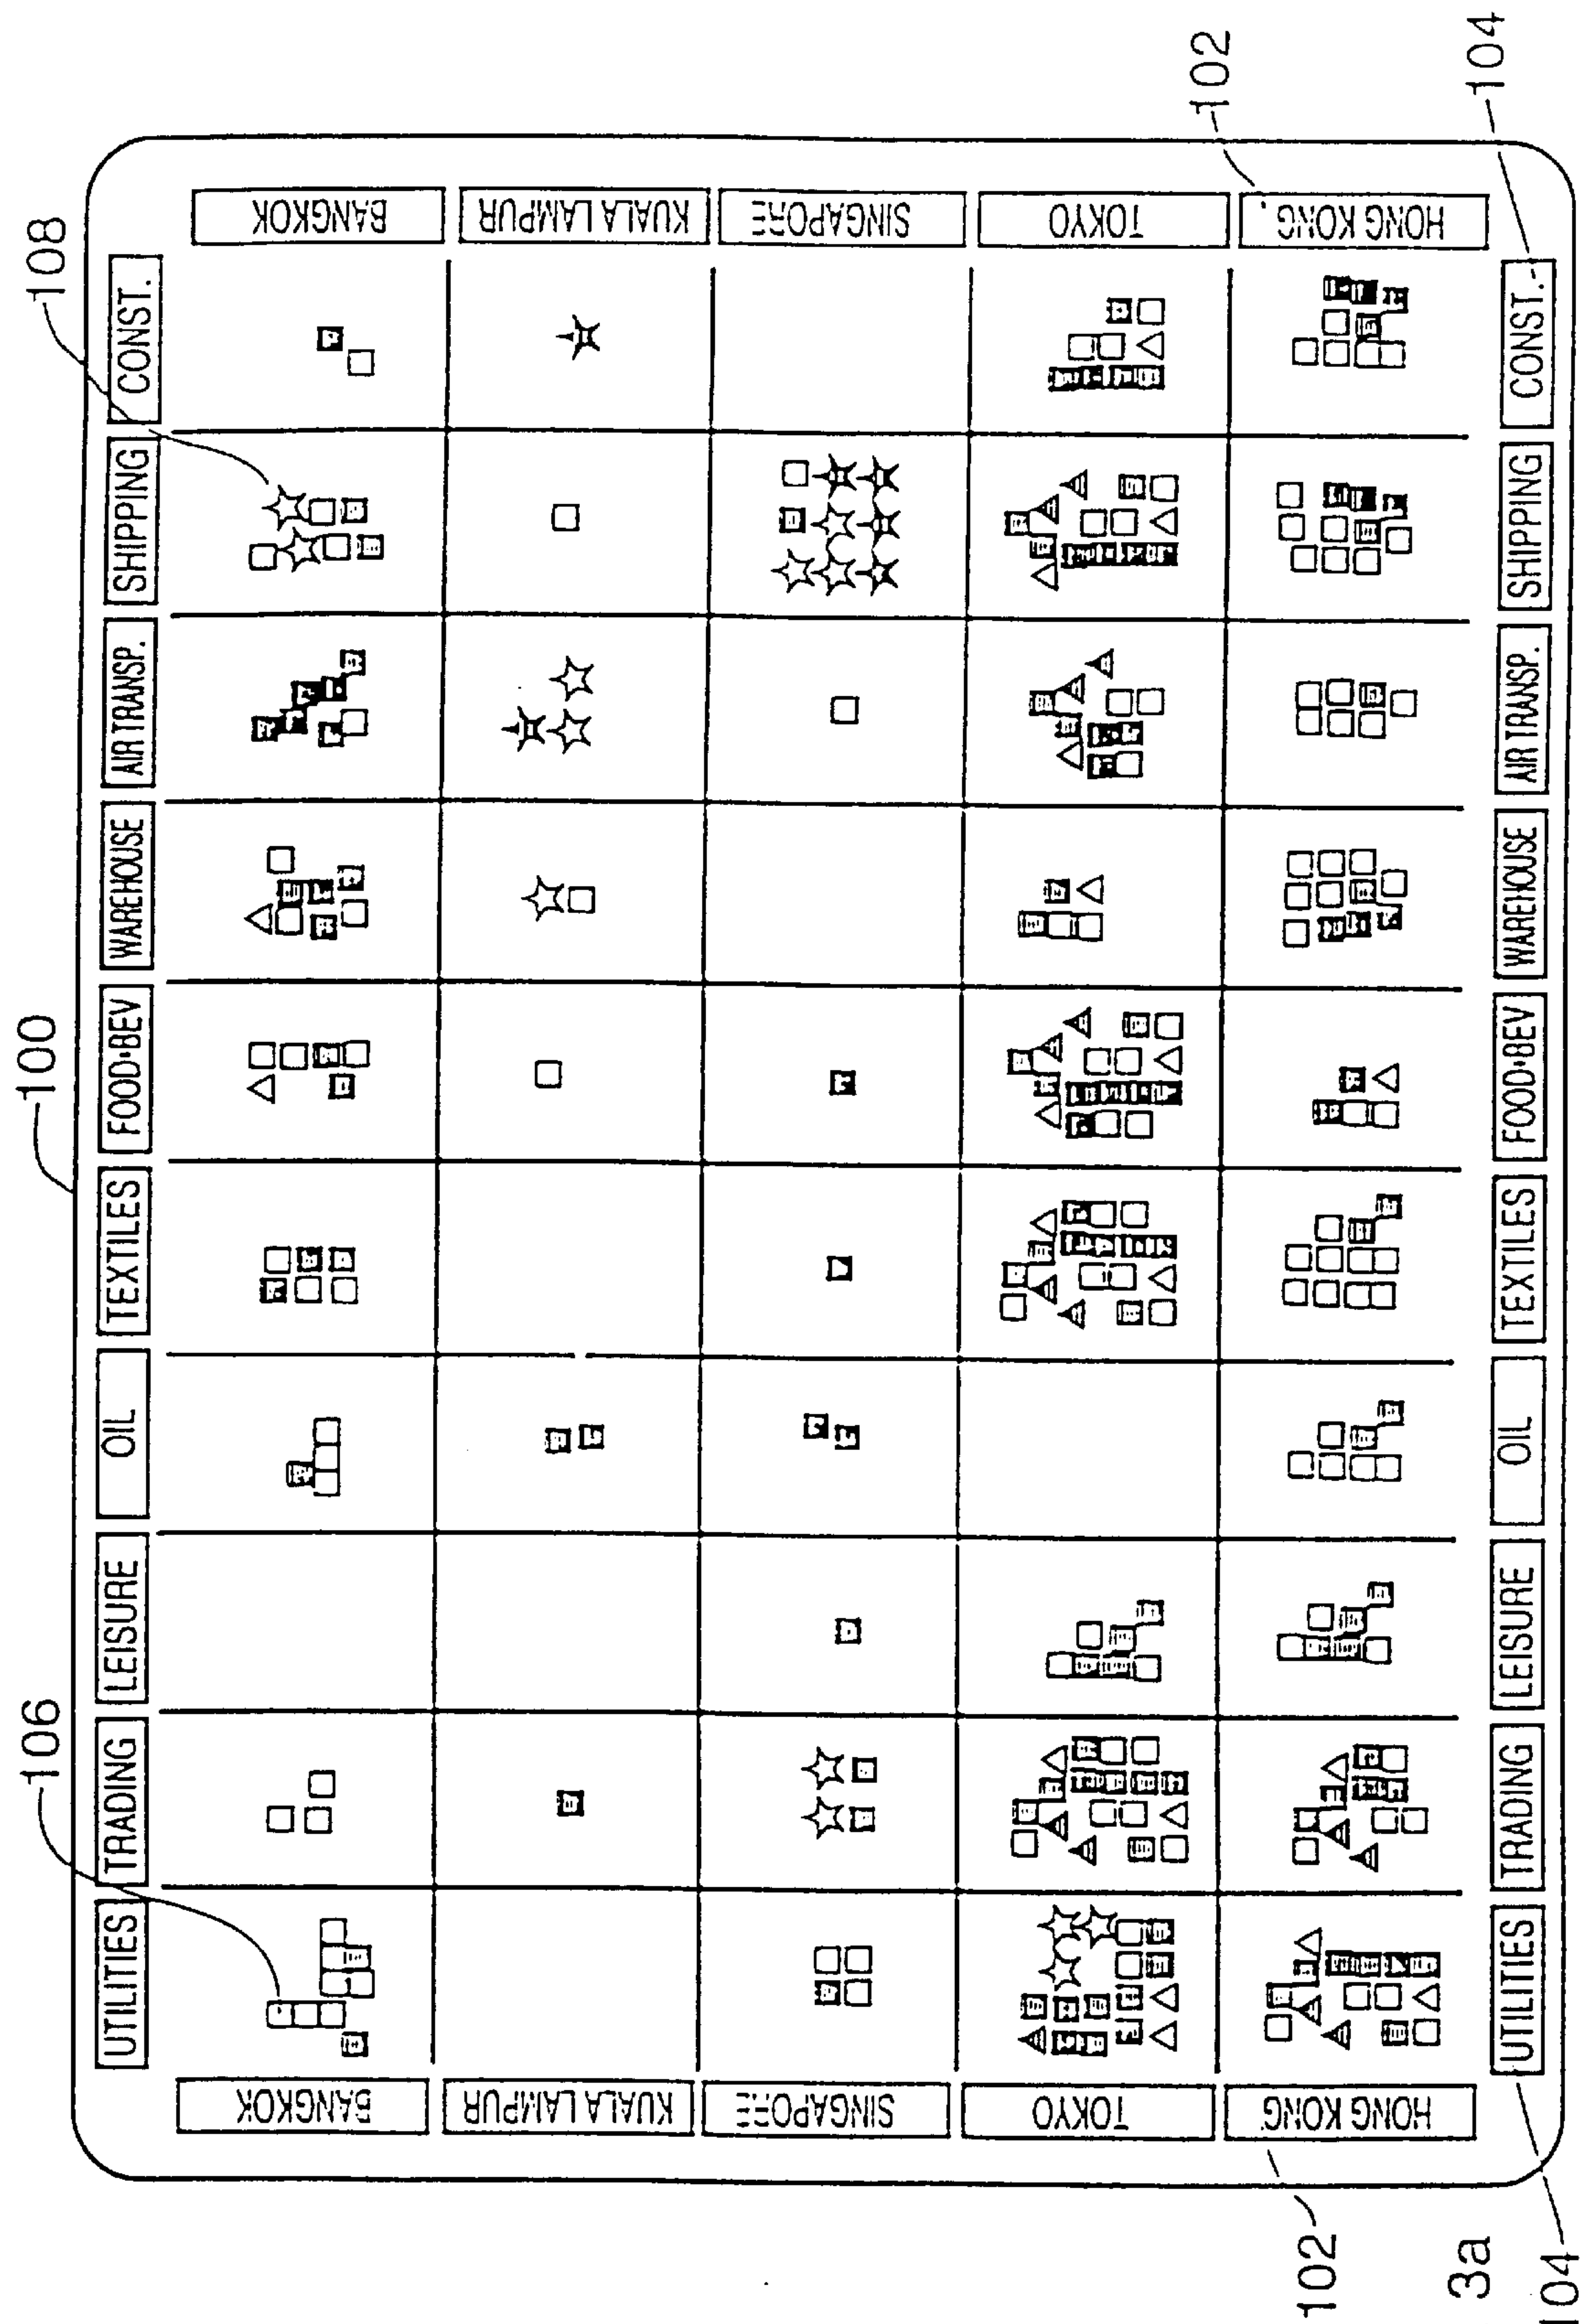 100
106
108
UTILITIES TRADING LEISURE OIL TEXTILES FOOD•BEV WAREHOUSE AIR TRANSP. SHIPPING CONST.
BANGKOK BANGKOK
KUALA LAMPUR KUALA LAMPUR
SINGAPORE SINGAPORE
TOKYO TOKYO
HONG KONG HONG KONG
102
102
UTILITIES TRADING LEISURE OIL TEXTILES FOOD•BEV WAREHOUSE AIR TRANSP. SHIPPING CONST.
104
104
3a